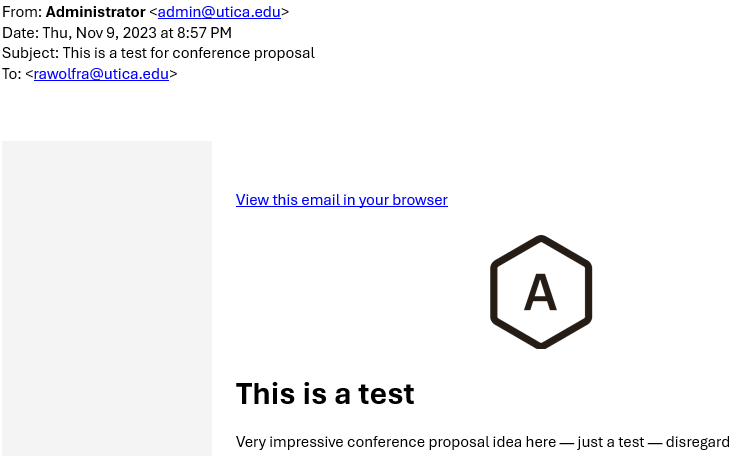 From: Administrator <admin@utica.edu>
Date: Thu, Nov 9, 2023 at 8:57 PM
Subject: This is a test for conference proposal
To: <rawolfra@utica.edu>
View this email in your browser
A
This is a test
Very impressive conference proposal idea here — just a test — disregard